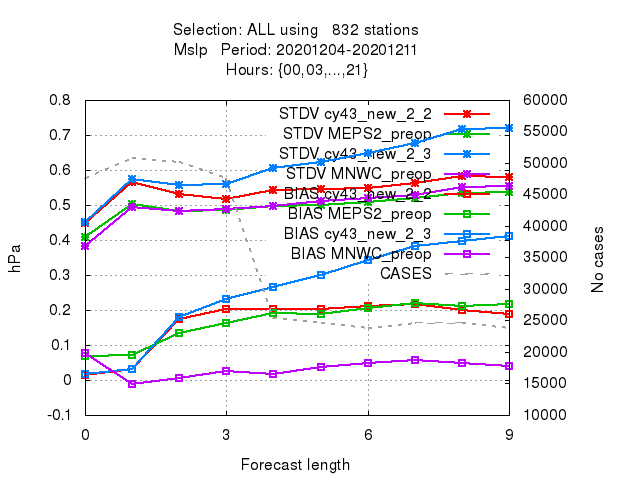 Selection: ALL using   832 stations
Mslp   Period: 20201204-20201211
Hours: {00,03,...,21}
0.8 60000
STDV cy43_new_2_2
0.7 55000
STDV MEPS2_preop
STDV cy43_new_2_3
0.6 50000
STDV MNWC_preop
0.5 45000
BIAS cy43_new_2_2
BIAS MEPS2_preop
0.4 40000
BIAS cy43_new_2_3
BIAS MNWC_preop
35000
CASES
0.3 30000
0.2 25000
0.1 20000
0 15000
-0.1 10000
hPa
No cases
0 3 6 9
Forecast length